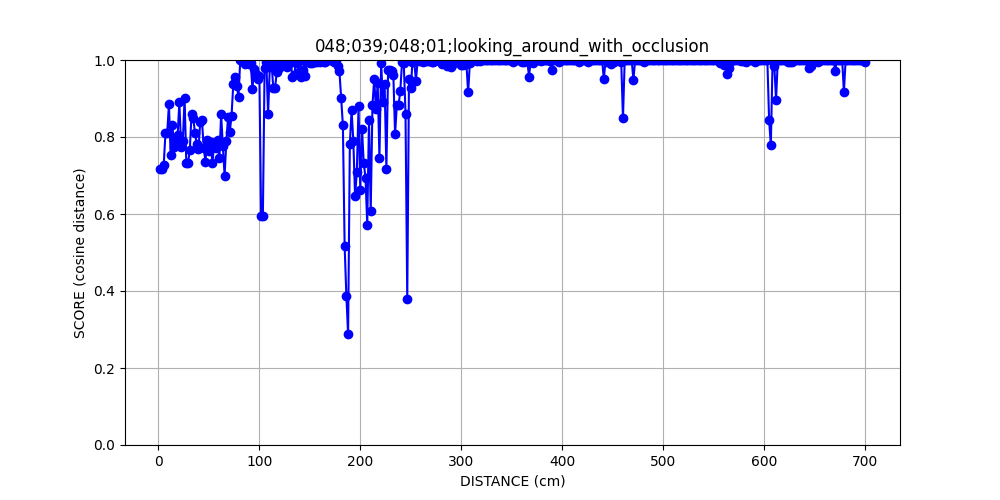 048;039;048;01;looking_around_with_occlusion
SCORE (cosine distance)
1.0
0.8
0.6
0.4
0.2
0.0
0 100 200 300 400 500 600 700
DISTANCE (cm)